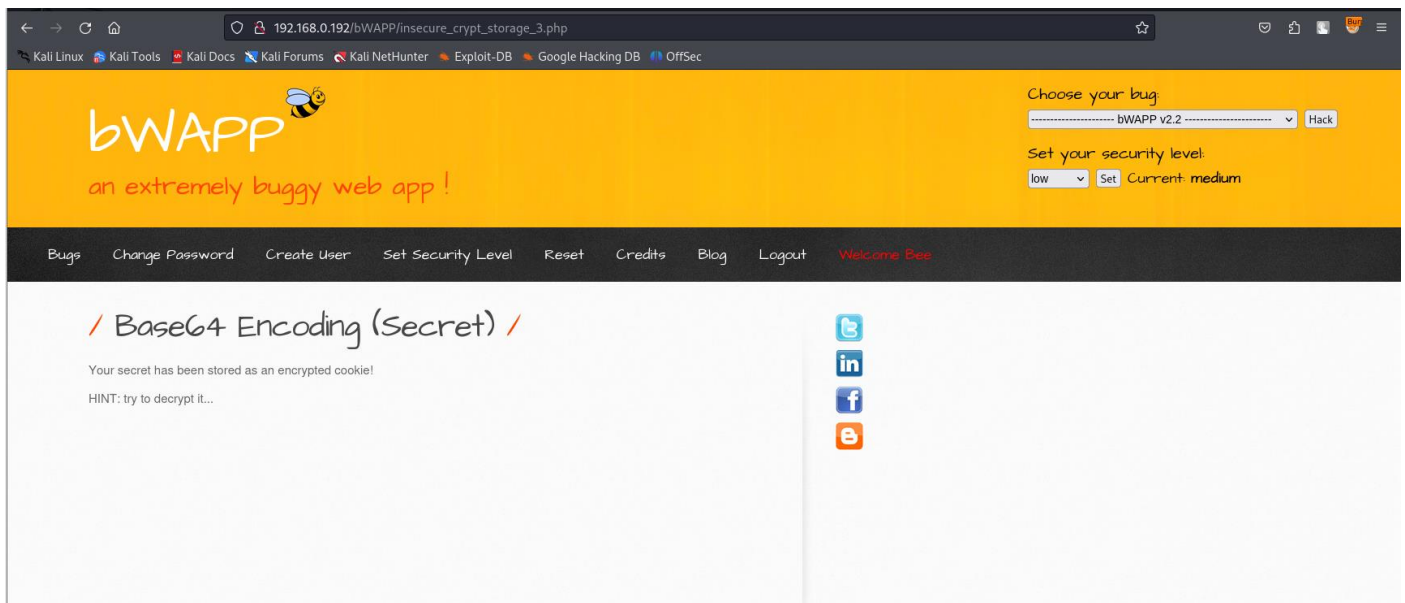 192.168.0.192/bWAPP/insecure_crypt_storage_3.php
Bur
Kali Linux Kali Tools Kali Docs Kali Forums Kali NetHunter Exploit-DB Google Hacking DB OffSec
bWAPP
an extremely buggy web app !
Choose your bug:
---------------------- bWAPP v2.2 ----------------------- Hack
Set your security level:
low Set Current: medium
Bugs Change Password Create User Set Security Level Reset Credits Blog Logout Welcome Bee
/ Base64 Encoding (Secret) /
Your secret has been stored as an encrypted cookie!
HINT: try to decrypt it...
in